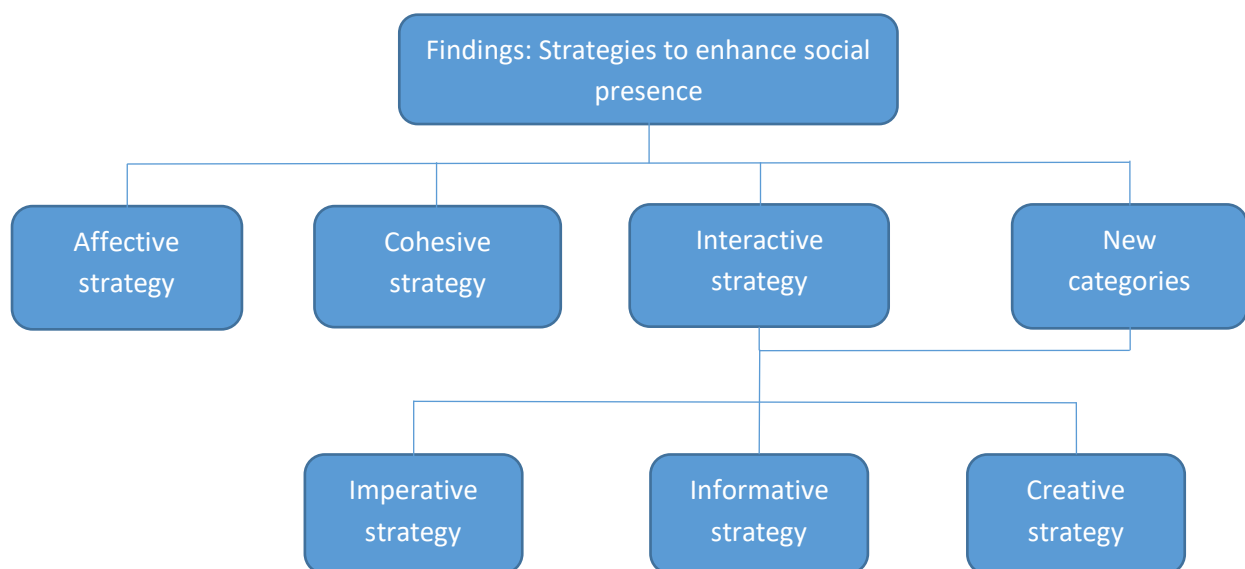 Findings: Strategies to enhance social
presence
Affective
strategy
Cohesive
strategy
Interactive
strategy
New
categories
Imperative
strategy
Informative
strategy
Creative
strategy